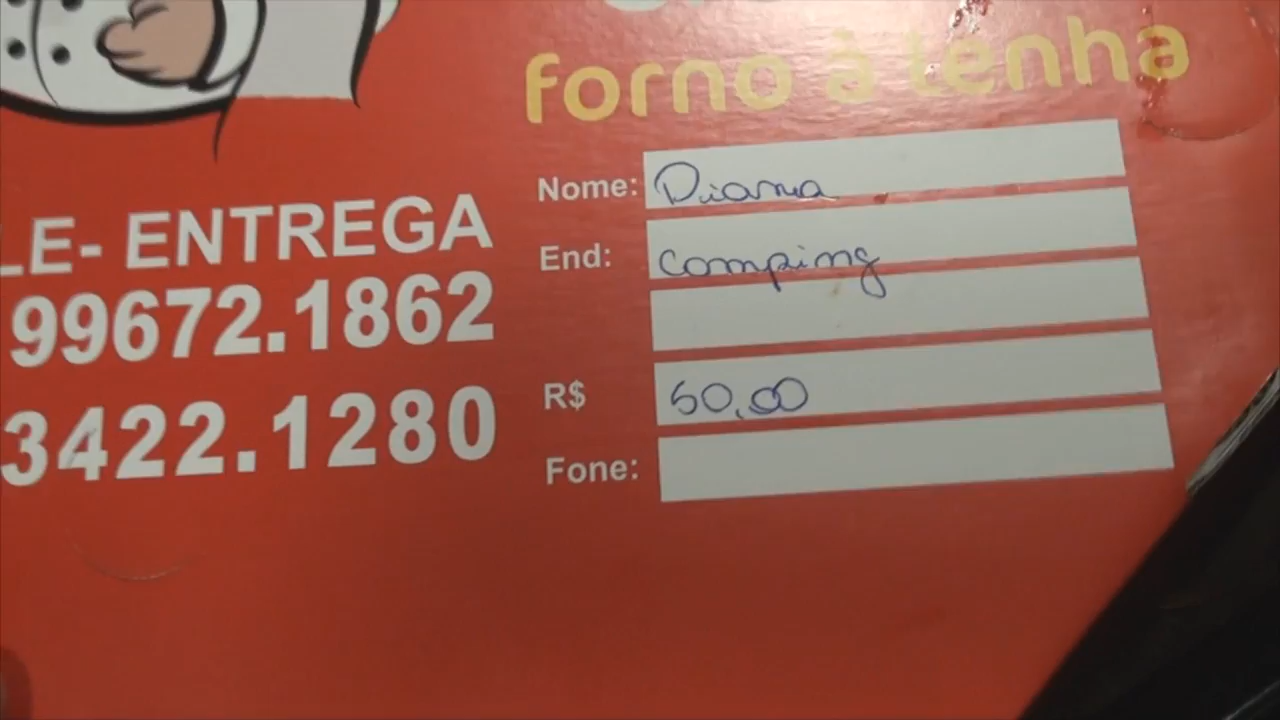 forno à lenha
Nome: Diana
LE- ENTREGA
End: Camping
99672.1862
R$ 50,00
3422.1280
Fone: